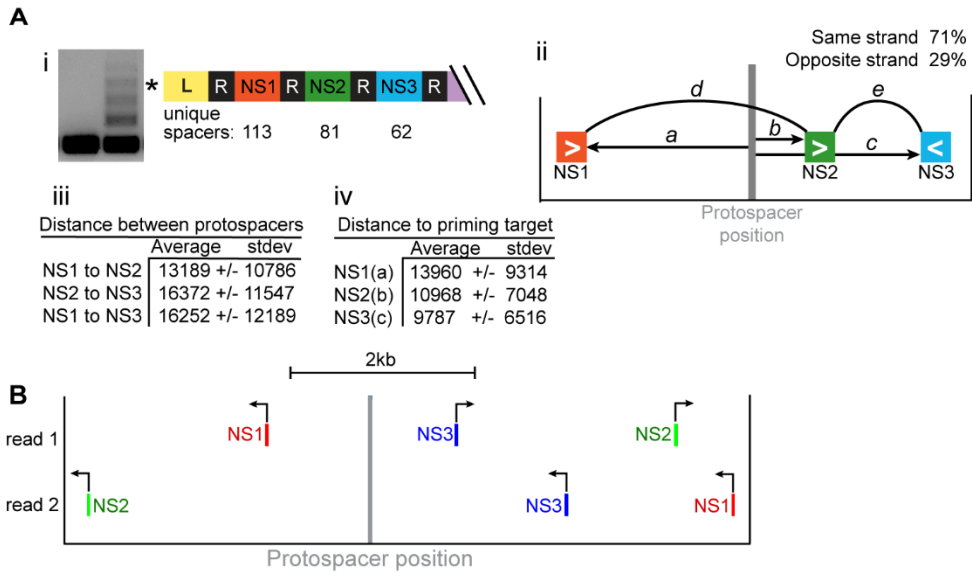 A
i
* L R NS1 R NS2 R NS3 R
unique
spacers: 113 81 62
ii
Same strand 71%
Opposite strand 29%
d e
a b c
> > <
NS1 NS2 NS3
Protospacer
position
iii
Distance between protospacers
Average stdev
NS1 to NS2 13189 +/- 10786
NS2 to NS3 16372 +/- 11547
NS1 to NS3 16252 +/- 12189
iv
Distance to priming target
Average stdev
NS1(a) 13960 +/- 9314
NS2(b) 10968 +/- 7048
NS3(c) 9787 +/- 6516
2kb
B
read 1 NS1 NS3 NS2
read 2 NS2 NS3 NS1
Protospacer position